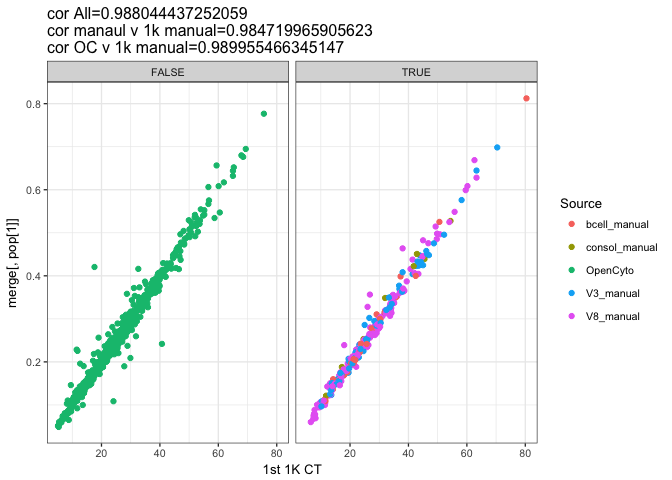 cor All=0.988044437252059
cor manaul v 1k manual=0.984719965905623
cor OC v 1k manual=0.989955466345147
FALSE
TRUE
0.8
0.6
0.4
0.2
merge[, pop[1]]
20
40
60
80
20
40
60
80
1st 1K CT
Source
bcell_manual
consol_manual
OpenCyto
V3_manual
V8_manual